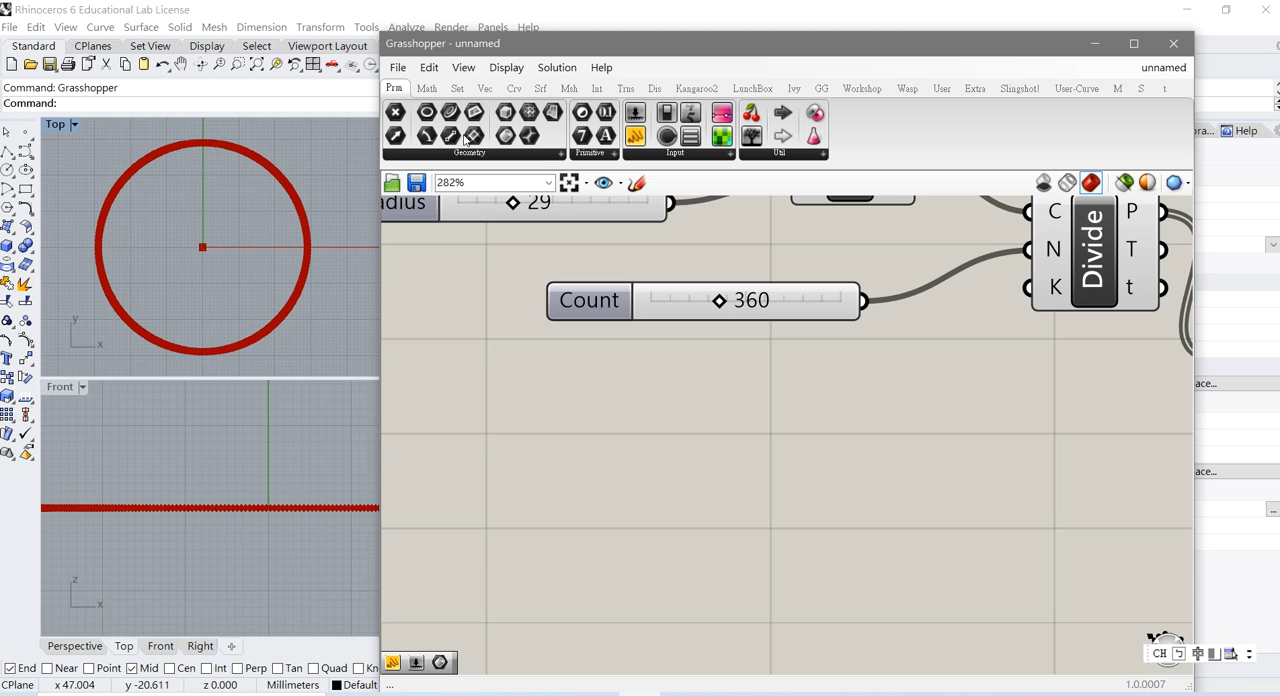 Rhinoceros 6 Educational Lab License
File Edit View Curve Surface Solid Mesh Dimension Transform Tools Analyze Render Panels Help
Standard CPlanes Set View Display Select Viewport Layout
Command: Grasshopper
Command:
Grasshopper - unnamed
File Edit View Display Solution Help unnamed
Prm Math Set Vec Crv Srf Msh Int Trns Dis Kangaroo2 LunchBox Ivy GG Workshop Wasp User Extra Slingshot! User-Curve M S t
Geometry Primitive Input Util
282%
Top
adius 29
C N K Divide P T t
Count 360
y x
Front
z x
Help
ace...
ace...
...
Perspective Top Front Right
CH 中
End Near Point Mid Cen Int Perp Tan Quad Kn
CPlane x 47.004 y -20.611 z 0.000 Millimeters Default
... 1.0.0007